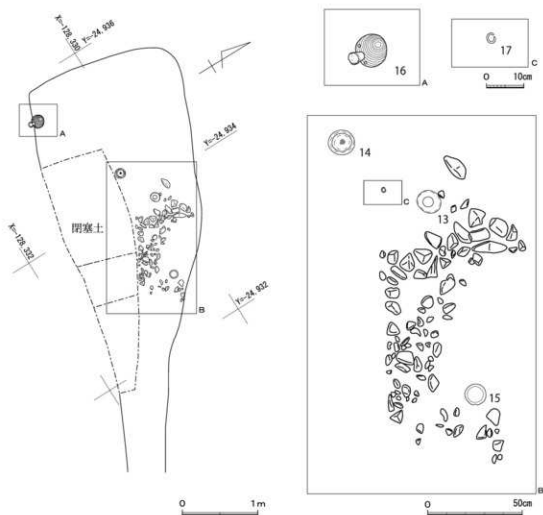 X=-128.330
Y=-24.936
Y=-24.934
A
閉塞土
X=-128.332
Y=-24.932
B
0 1m
16
A
17
C
0 10cm
14
C
13
15
B
0 50cm